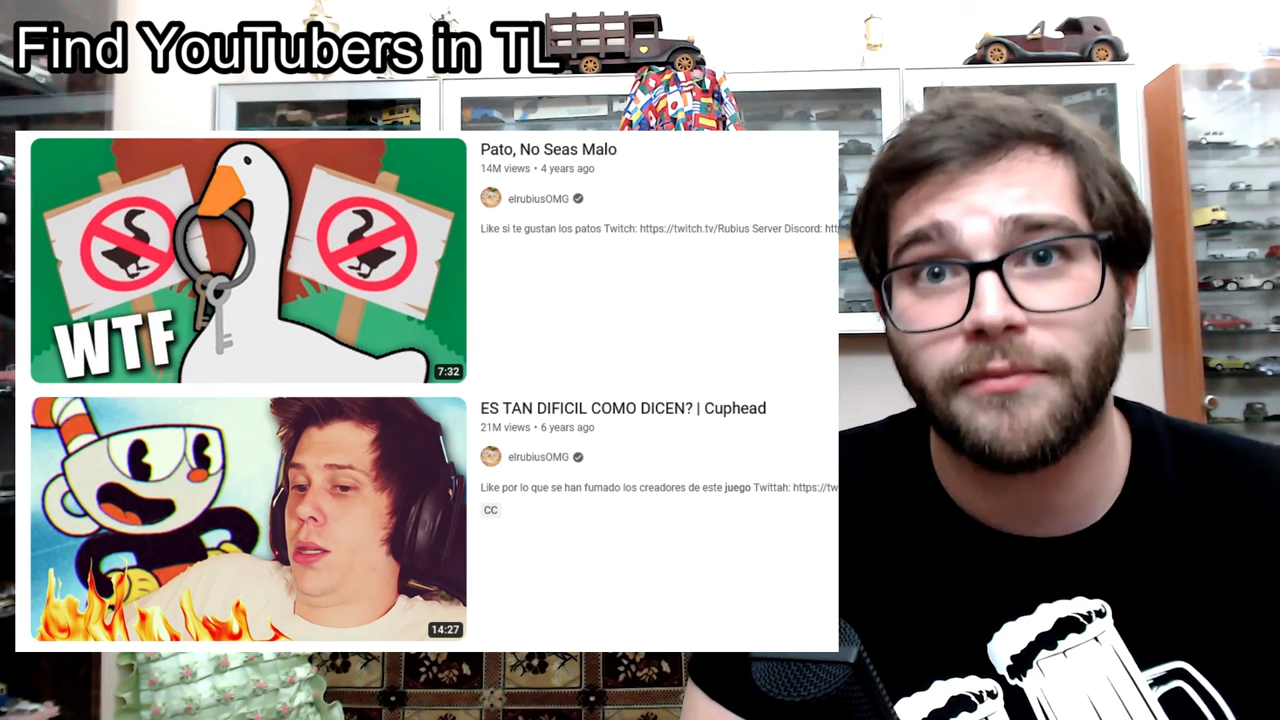 Find YouTubers in TL
WTF
7:32
Pato, No Seas Malo
14M views • 4 years ago
elrubiusOMG
Like si te gustan los patos Twitch: https://twitch.tv/Rubius Server Discord:
14:27
ES TAN DIFICIL COMO DICEN? | Cuphead
21M views • 6 years ago
elrubiusOMG
Like por lo que se han fumado los creadores de este juego Twittah: https://tw
CC